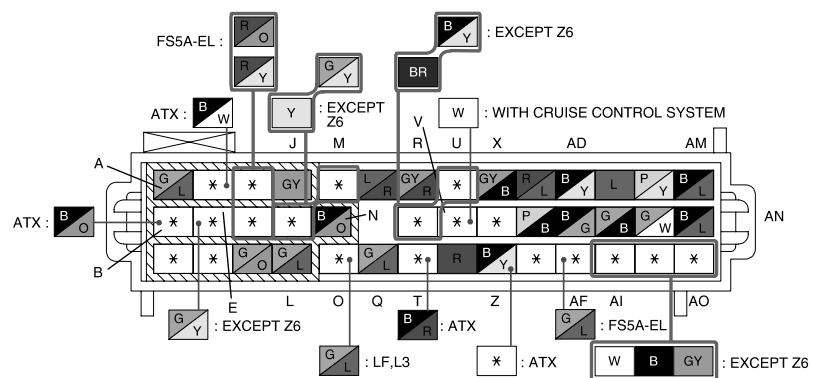 R O
B Y : EXCEPT Z6
FS5A-EL :
R Y
G Y
BR
ATX : B W
Y : EXCEPT Z6
W : WITH CRUISE CONTROL SYSTEM
V
J M R U X AD AM
A
G L * * * GY * L R GY R * GY B R L B Y L P Y B L
ATX : B O
* * * * B O N * * * P B B G G B G W B L
AN
B
* * G O G L * G L * R B Y * * * * *
E L O Q T Z AF AI AO
G Y : EXCEPT Z6
B R : ATX
G L : FS5A-EL
G L : LF,L3
* : ATX
W B GY : EXCEPT Z6